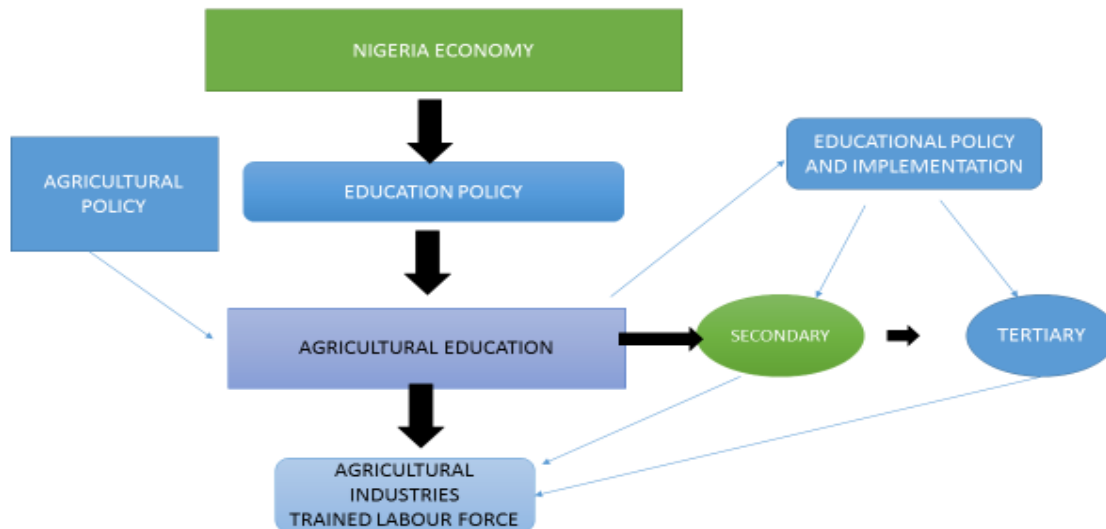 NIGERIA ECONOMY
EDUCATIONAL POLICY
AND IMPLEMENTATION
AGRICULTURAL
POLICY
EDUCATION POLICY
AGRICULTURAL EDUCATION
SECONDARY
TERTIARY
AGRICULTURAL
INDUSTRIES
TRAINED LABOUR FORCE